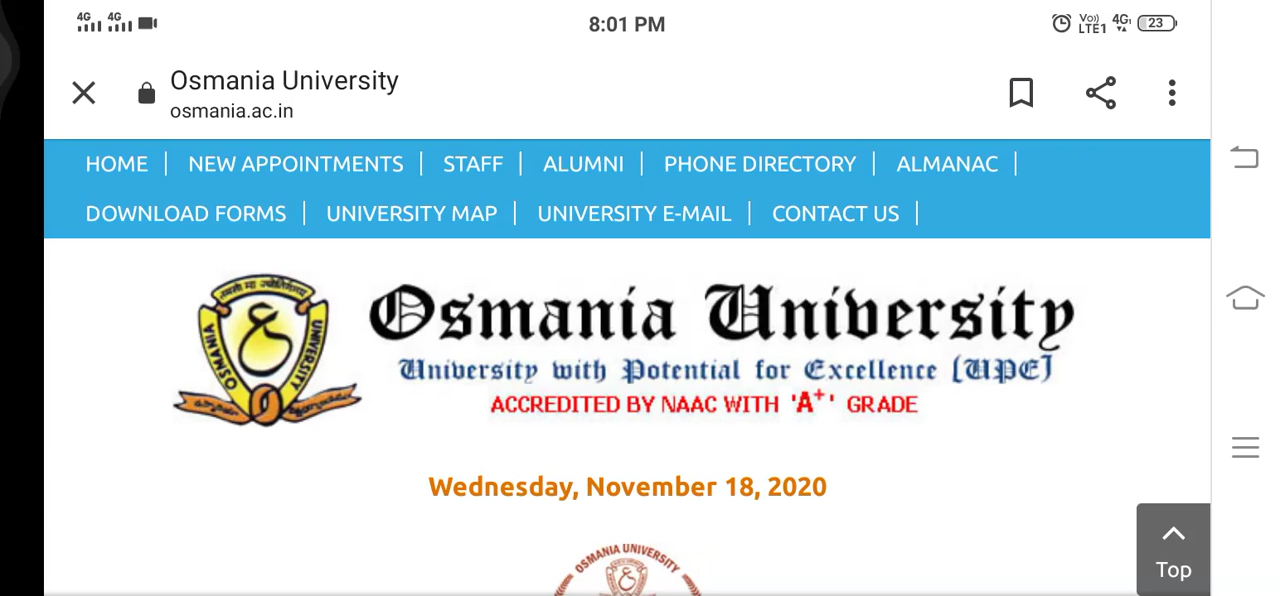 4G 4G 8:01 PM Vo)) LTE1 4G 23
Osmania University
osmania.ac.in
HOME | NEW APPOINTMENTS | STAFF | ALUMNI | PHONE DIRECTORY | ALMANAC |
DOWNLOAD FORMS | UNIVERSITY MAP | UNIVERSITY E-MAIL | CONTACT US |
OSMANIA UNIVERSITY
Osmania University
University with Potential for Excellence [UPE]
ACCREDITED BY NAAC WITH 'A+' GRADE
Wednesday, November 18, 2020
OSMANIA UNIVERSITY
Top